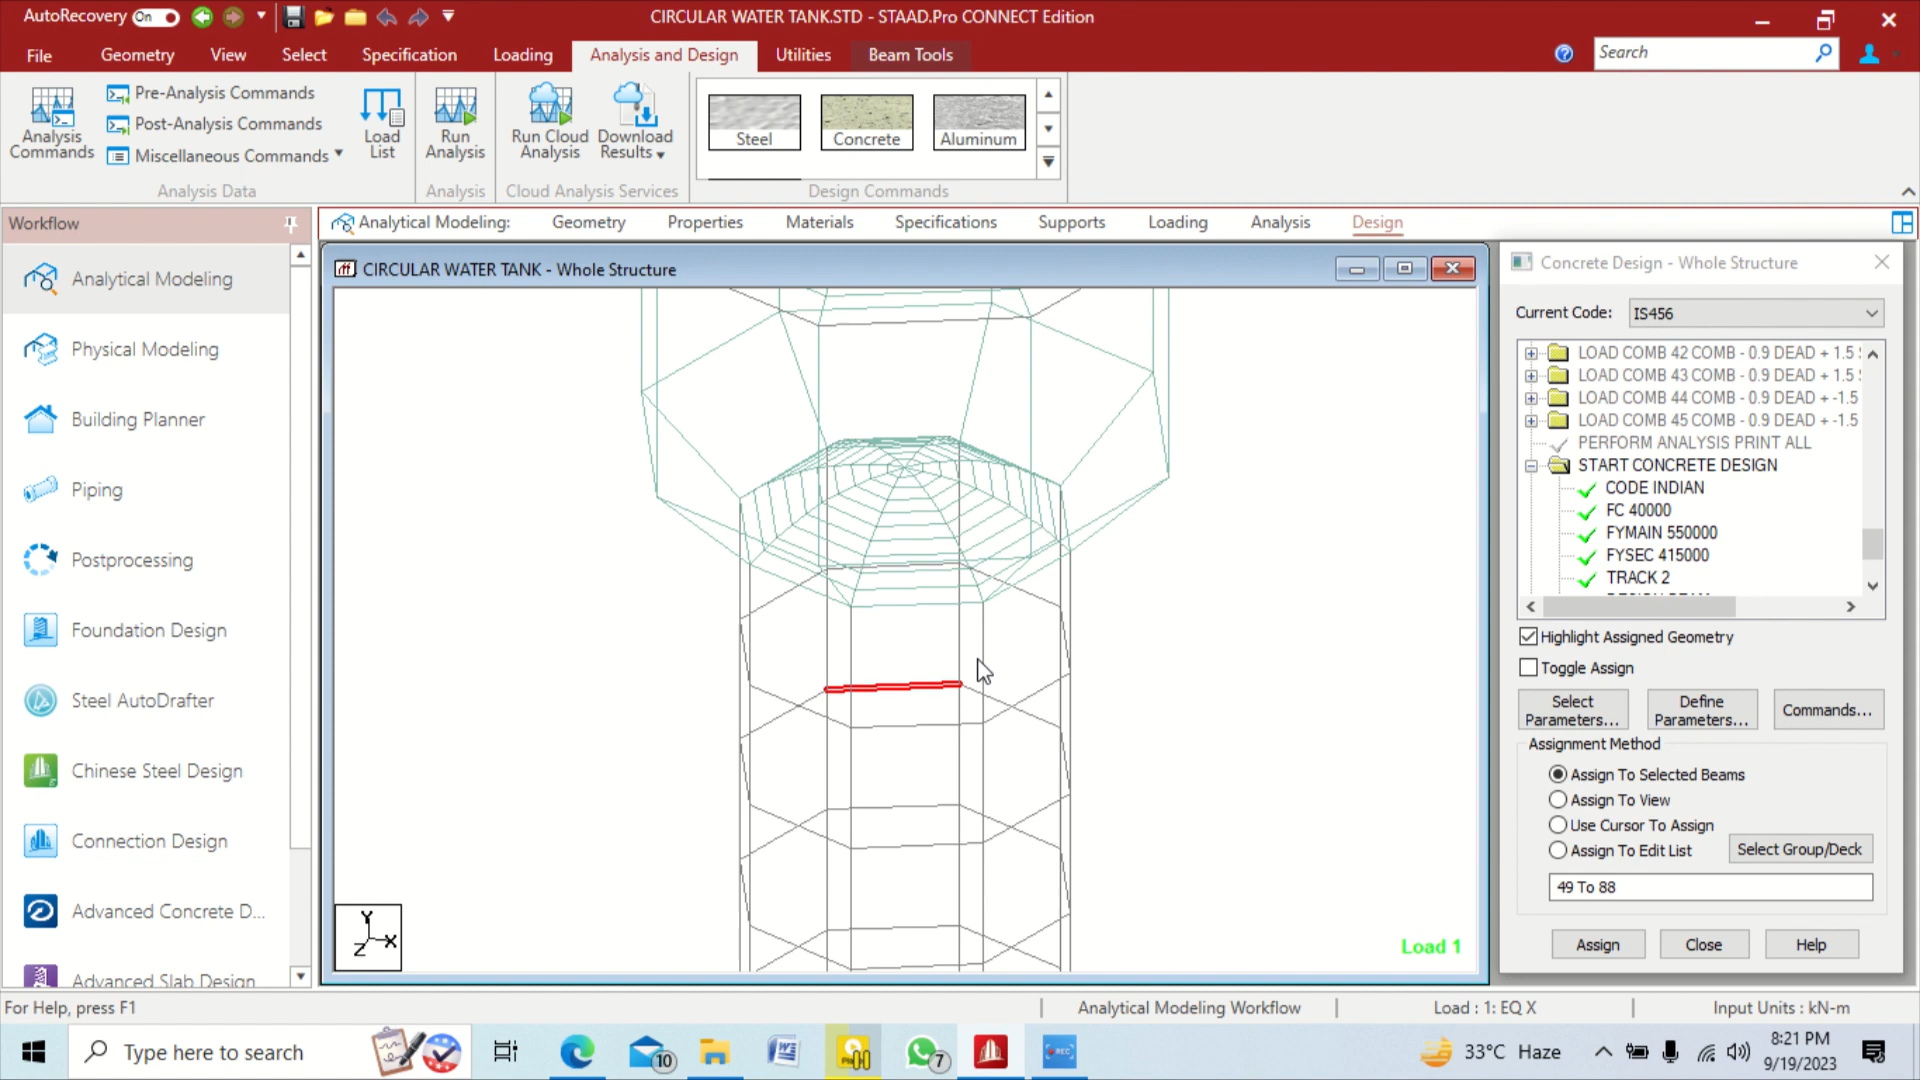 AutoRecovery On
CIRCULAR WATER TANK.STD - STAAD.Pro CONNECT Edition
File Geometry View Select Specification Loading Analysis and Design Utilities Beam Tools
Search
Analysis Commands
Pre-Analysis Commands
Post-Analysis Commands
Miscellaneous Commands
Load List
Run Analysis
Run Cloud Analysis
Download Results
Steel
Concrete
Aluminum
Analysis Data
Analysis
Cloud Analysis Services
Design Commands
Workflow
Analytical Modeling: Geometry Properties Materials Specifications Supports Loading Analysis Design
Analytical Modeling
Physical Modeling
Building Planner
Piping
Postprocessing
Foundation Design
Steel AutoDrafter
Chinese Steel Design
Connection Design
Advanced Concrete D...
Advanced Slab Design
CIRCULAR WATER TANK - Whole Structure
Y
X
Z
Load 1
Concrete Design - Whole Structure
Current Code: IS456
LOAD COMB 42 COMB - 0.9 DEAD + 1.5
LOAD COMB 43 COMB - 0.9 DEAD + 1.5
LOAD COMB 44 COMB - 0.9 DEAD + -1.5
LOAD COMB 45 COMB - 0.9 DEAD + -1.5
PERFORM ANALYSIS PRINT ALL
START CONCRETE DESIGN
CODE INDIAN
FC 40000
FYMAIN 550000
FYSEC 415000
TRACK 2
Highlight Assigned Geometry
Toggle Assign
Select Parameters...
Define Parameters...
Commands...
Assignment Method
Assign To Selected Beams
Assign To View
Use Cursor To Assign
Assign To Edit List
Select Group/Deck
49 To 88
Assign
Close
Help
For Help, press F1
Analytical Modeling Workflow
Load : 1: EQ X
Input Units : kN-m
Type here to search
10
7
REC
33°C Haze
8:21 PM
9/19/2023